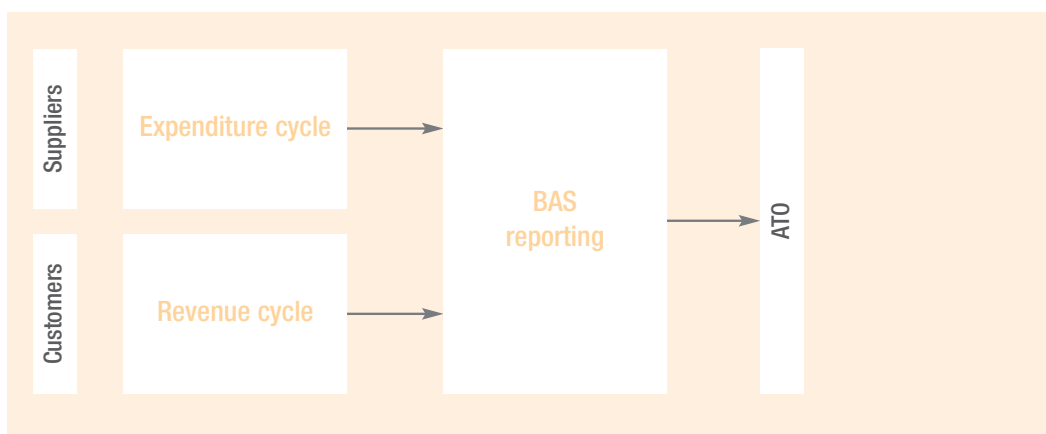 Suppliers
Expenditure cycle
Customers
Revenue cycle
BAS
reporting
ATO